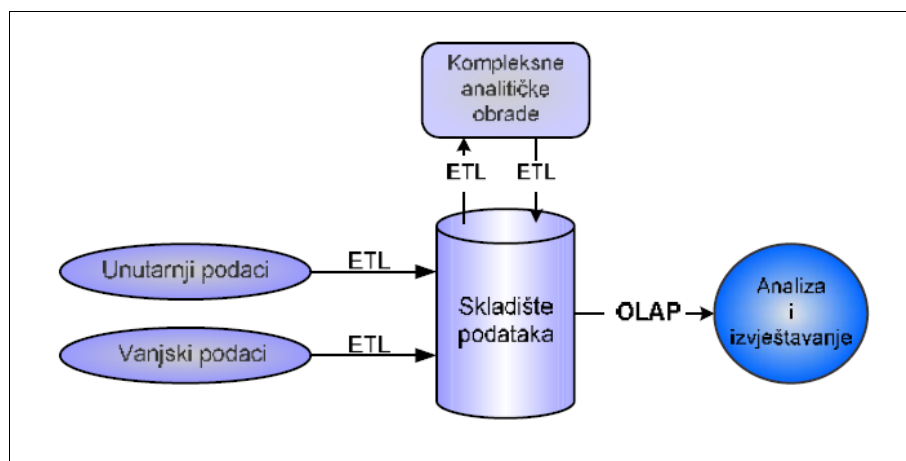 Kompleksne
analitičke
obrade
ETL
ETL
Unutarnji podaci
ETL
Vanjski podaci
ETL
Skladište
podataka
OLAP
Analiza
i
izvještavanje